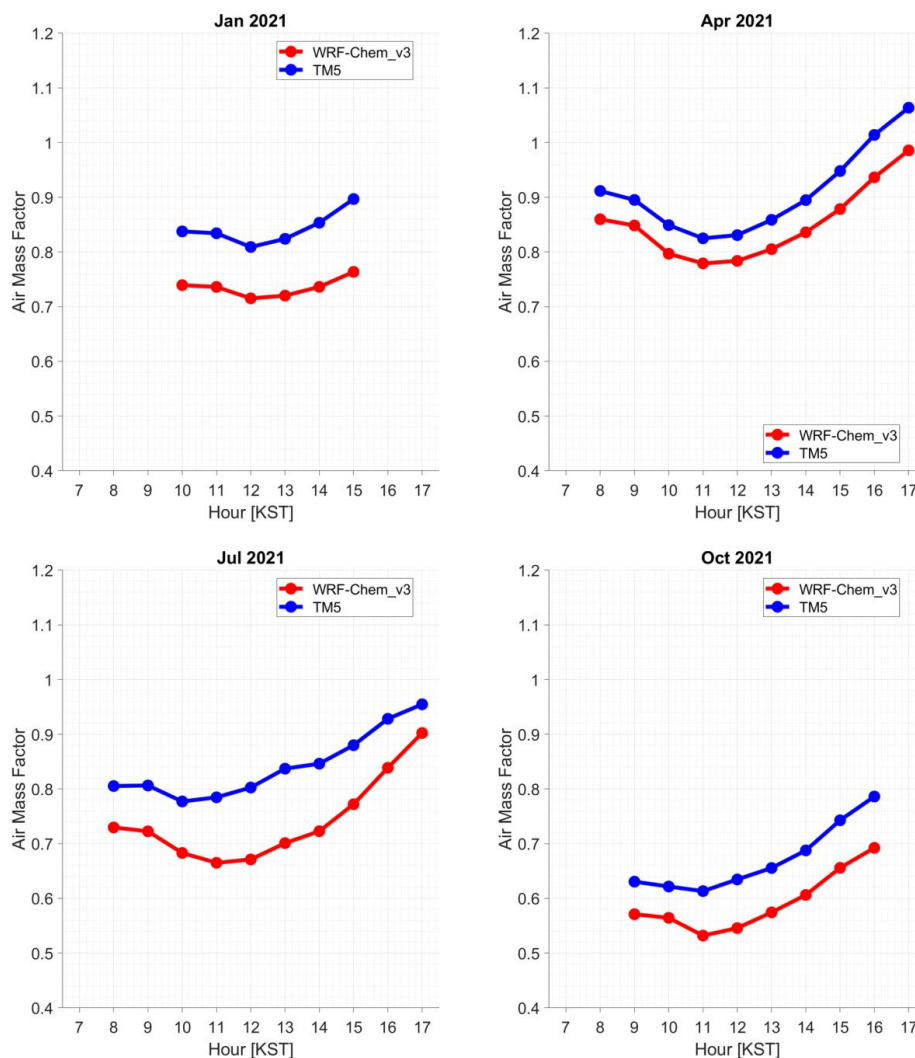 Jan 2021
1.2
1.1
1
0.9
0.8
0.7
0.6
0.5
0.4
Air Mass Factor
WRF-Chem_v3
TM5
7 8 9 10 11 12 13 14 15 16 17
Hour [KST]
Apr 2021
1.2
1.1
1
0.9
0.8
0.7
0.6
0.5
0.4
Air Mass Factor
WRF-Chem_v3
TM5
7 8 9 10 11 12 13 14 15 16 17
Hour [KST]
Jul 2021
1.2
1.1
1
0.9
0.8
0.7
0.6
0.5
0.4
Air Mass Factor
WRF-Chem_v3
TM5
7 8 9 10 11 12 13 14 15 16 17
Hour [KST]
Oct 2021
1.2
1.1
1
0.9
0.8
0.7
0.6
0.5
0.4
Air Mass Factor
WRF-Chem_v3
TM5
7 8 9 10 11 12 13 14 15 16 17
Hour [KST]